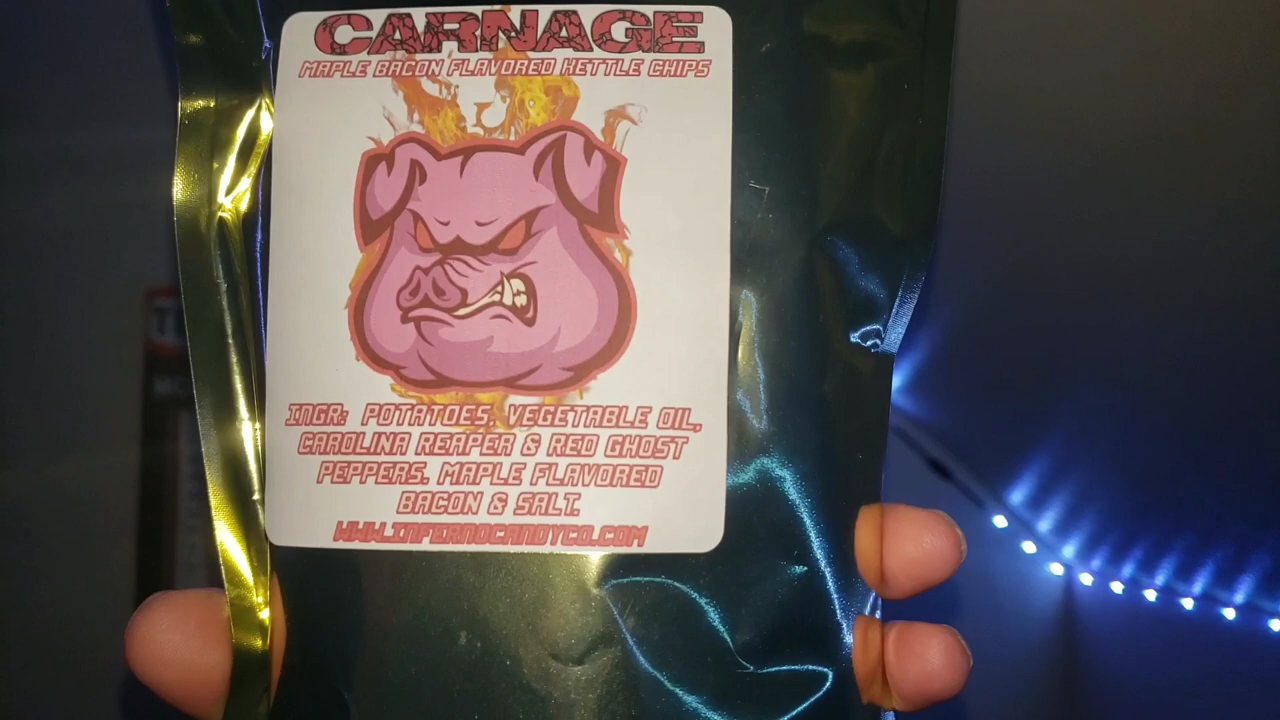 CARNAGE
MAPLE BACON FLAVORED KETTLE CHIPS
INGR: POTATOES, VEGETABLE OIL,
CAROLINA REAPER & RED GHOST
PEPPERS. MAPLE FLAVORED
BACON & SALT.
WWW.INFERNOCANDYCO.COM